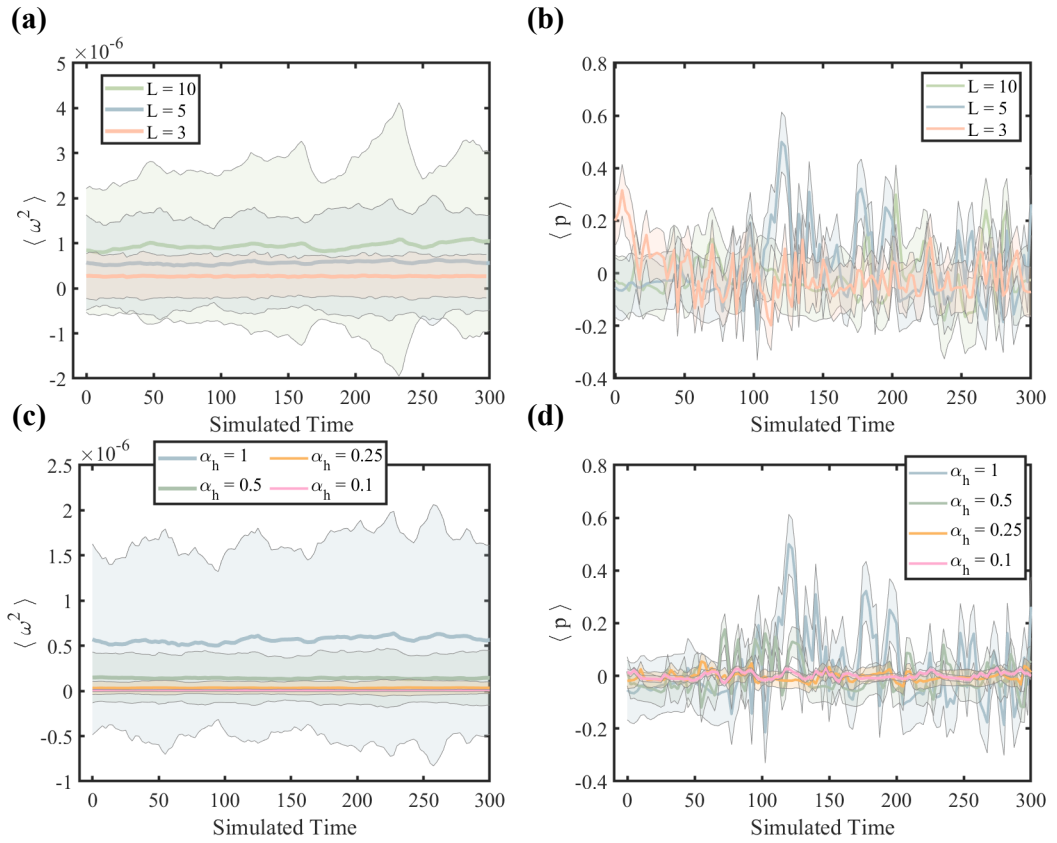 (a)
×10⁻⁶
5
4
3
2
1
0
-1
-2
⟨ ω² ⟩
L = 10
L = 5
L = 3
0 50 100 150 200 250 300
Simulated Time
(b)
0.8
0.6
0.4
0.2
0
-0.2
-0.4
⟨ p ⟩
L = 10
L = 5
L = 3
0 50 100 150 200 250 300
Simulated Time
(c)
×10⁻⁶
2.5
2
1.5
1
0.5
0
-0.5
-1
⟨ ω² ⟩
α_h = 1 α_h = 0.25
α_h = 0.5 α_h = 0.1
0 50 100 150 200 250 300
Simulated Time
(d)
0.8
0.6
0.4
0.2
0
-0.2
-0.4
⟨ p ⟩
α_h = 1
α_h = 0.5
α_h = 0.25
α_h = 0.1
0 50 100 150 200 250 300
Simulated Time